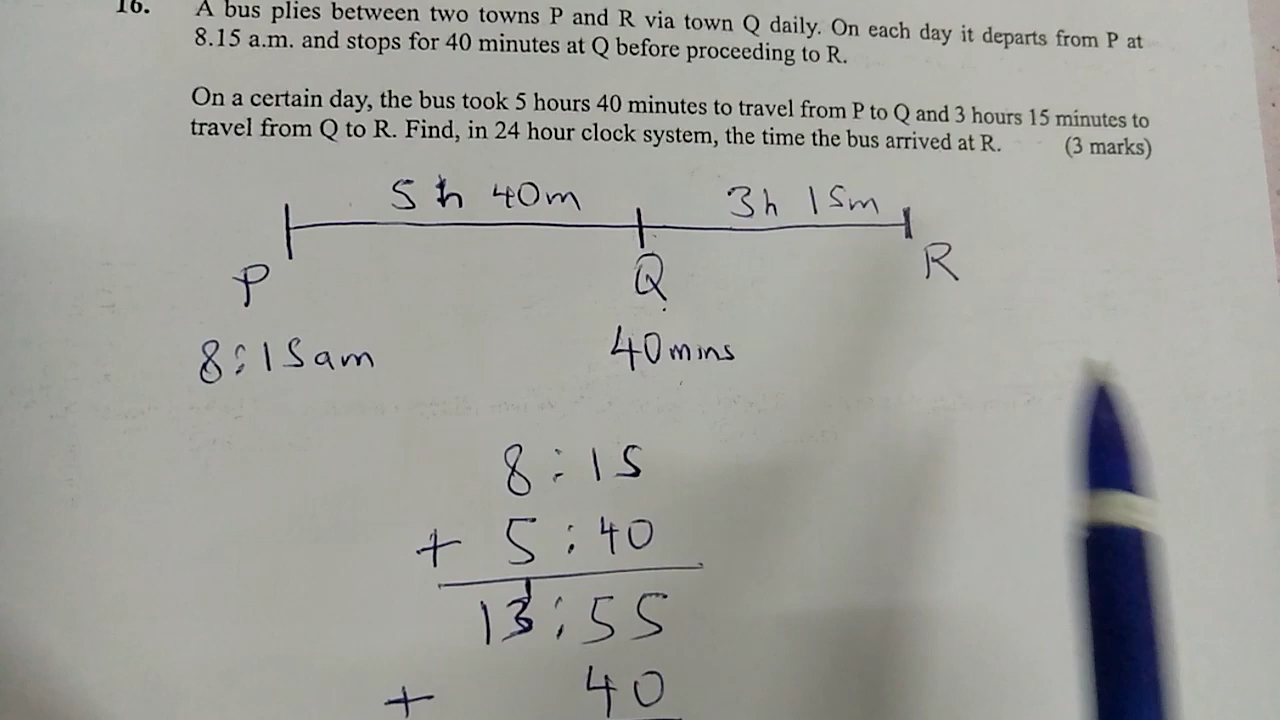 16. A bus plies between two towns P and R via town Q daily. On each day it departs from P at
8.15 a.m. and stops for 40 minutes at Q before proceeding to R.
On a certain day, the bus took 5 hours 40 minutes to travel from P to Q and 3 hours 15 minutes to
travel from Q to R. Find, in 24 hour clock system, the time the bus arrived at R. (3 marks)
5 h 40m 3h 15m
P Q R
8:15am 40mins
8:15
+ 5:40
13:55
+ 40